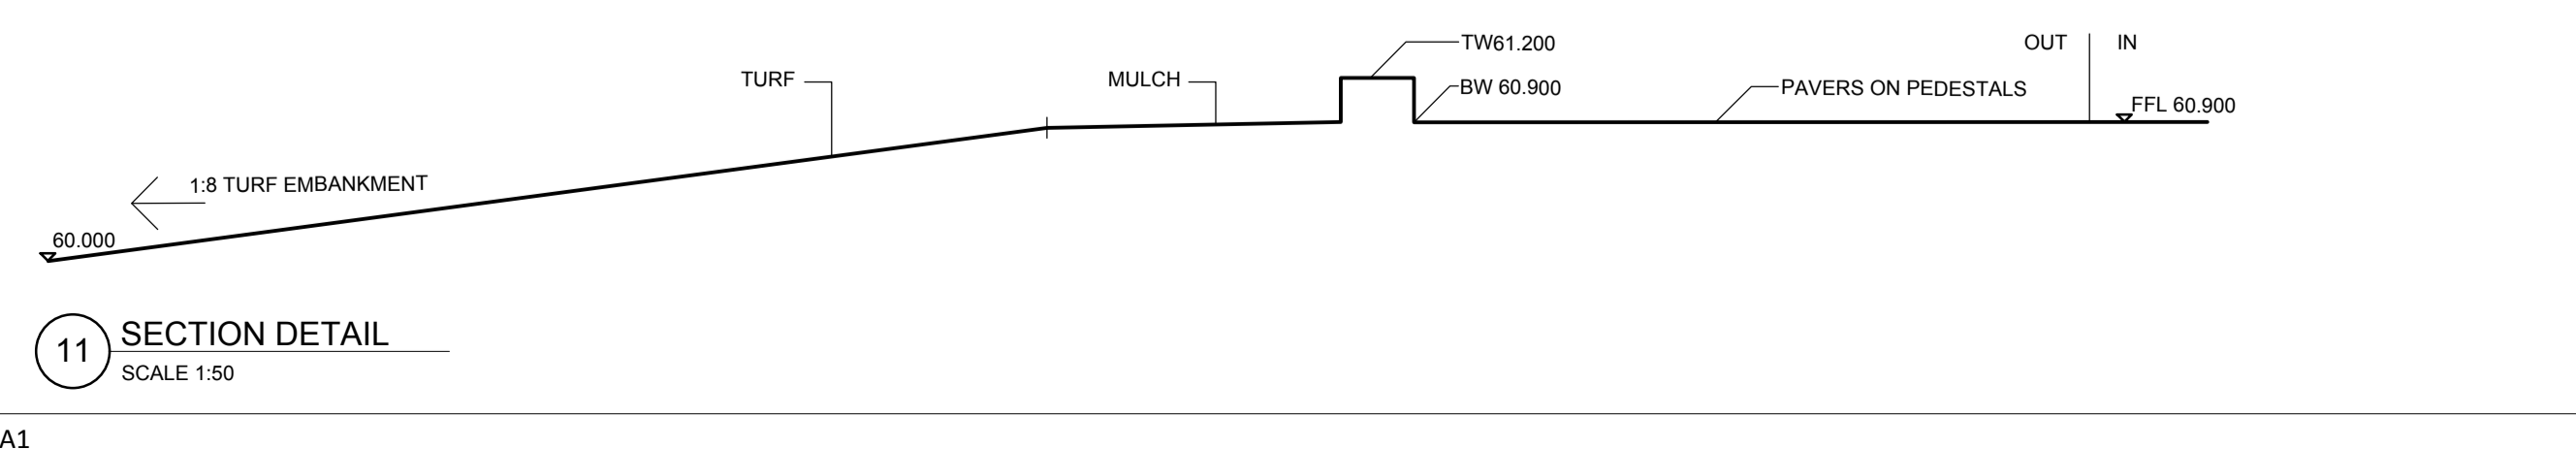 TW61.200
OUT
IN
TURF
MULCH
BW 60.900
PAVERS ON PEDESTALS
FFL 60.900
1:8 TURF EMBANKMENT
60.000
11
SECTION DETAIL
SCALE 1:50
A1